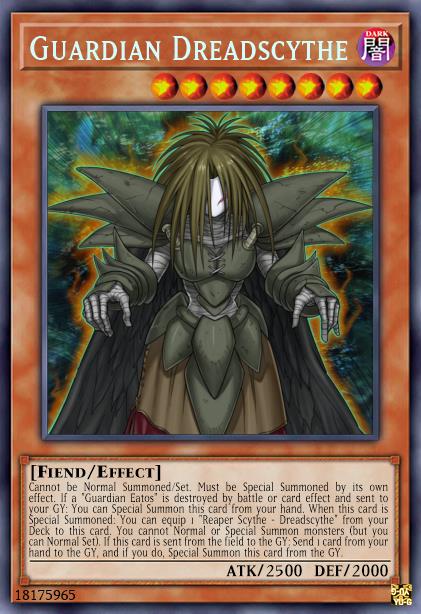 GUARDIAN DREADSCYTHE
DARK
闇
[FIEND/EFFECT]
Cannot be Normal Summoned/Set. Must be Special Summoned by its own
effect. If a "Guardian Eatos" is destroyed by battle or card effect and sent to
your GY: You can Special Summon this card from your hand. When this card is
Special Summoned: You can equip 1 "Reaper Scythe - Dreadscythe" from your
Deck to this card. You cannot Normal or Special Summon monsters (but you
can Normal Set). If this card is sent from the field to the GY: Send 1 card from your
hand to the GY, and if you do, Special Summon this card from the GY.
ATK/2500 DEF/2000
18175965